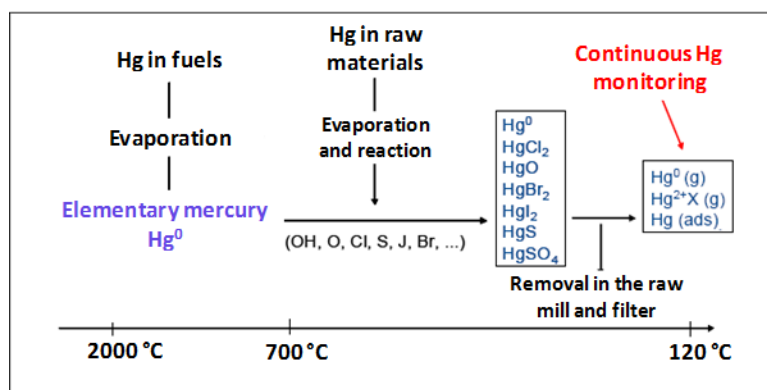 Hg in fuels
Evaporation
Elementary mercury
Hg⁰
Hg in raw
materials
Evaporation
and reaction
(OH, O, Cl, S, J, Br, ...)
Hg⁰
HgCl₂
HgO
HgBr₂
HgI₂
HgS
HgSO₄
Continuous Hg
monitoring
Hg⁰ (g)
Hg²⁺X (g)
Hg (ads)
Removal in the raw
mill and filter
2000 °C
700 °C
120 °C